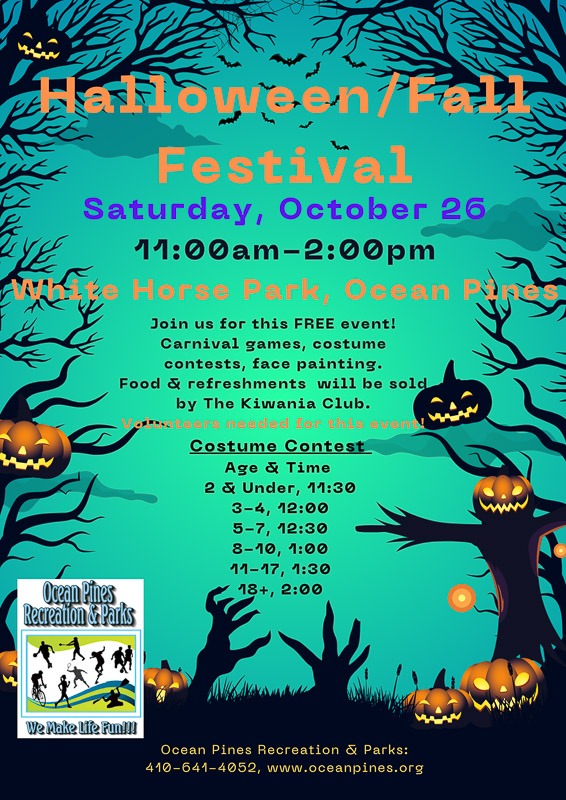 Halloween/Fall
Festival
Saturday, October 26
11:00am-2:00pm
White Horse Park, Ocean Pines
Join us for this FREE event!
Carnival games, costume
contests, face painting.
Food & refreshments will be sold
by The Kiwania Club.
Volunteers needed for this event!
Costume Contest
Age & Time
2 & Under, 11:30
3-4, 12:00
5-7, 12:30
8-10, 1:00
11-17, 1:30
18+, 2:00
Ocean Pines
Recreation & Parks
We Make Life Fun!!!
Ocean Pines Recreation & Parks:
410-641-4052, www.oceanpines.org